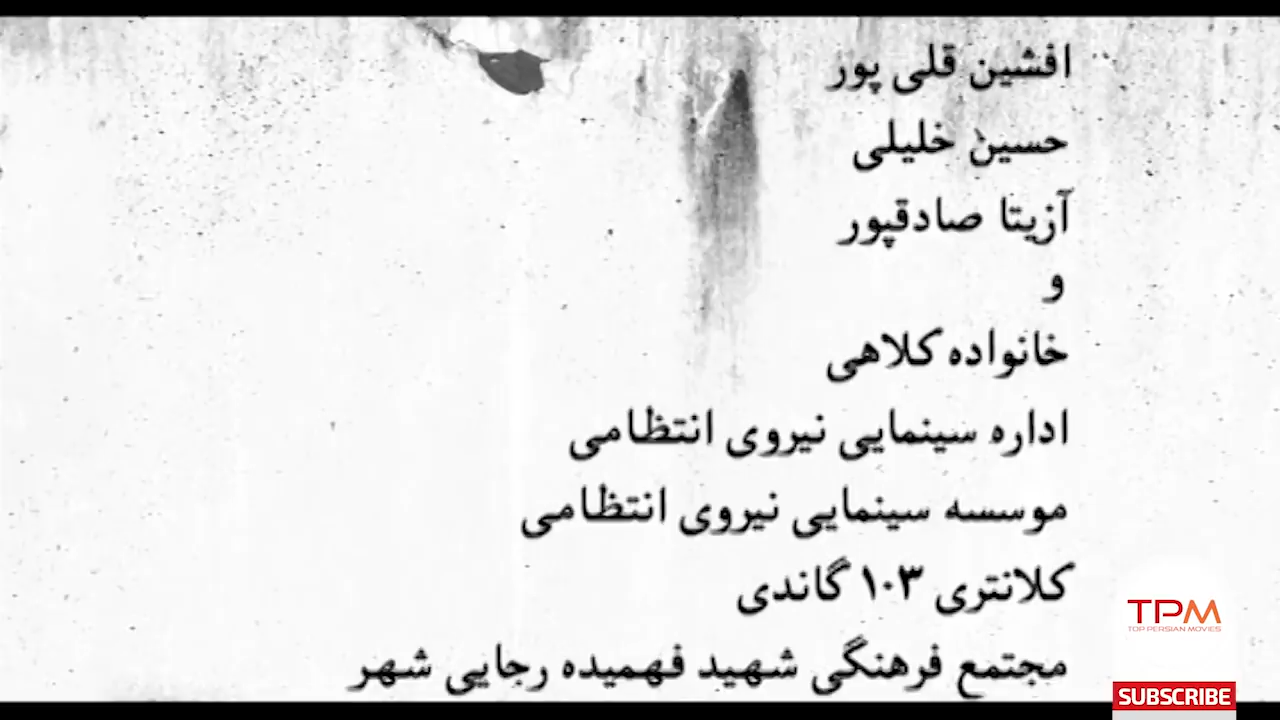 افشین قلی پور
حسین خلیلی
آزیتا صادقپور
و
خانواده کلاهی
اداره سینمایی نیروی انتظامی
موسسه سینمایی نیروی انتظامی
کلانتری ۱۰۳ گاندی
مجتمع فرهنگی شهید فهمیده رجایی شهر
TPM
TOP PERSIAN MOVIES
SUBSCRIBE